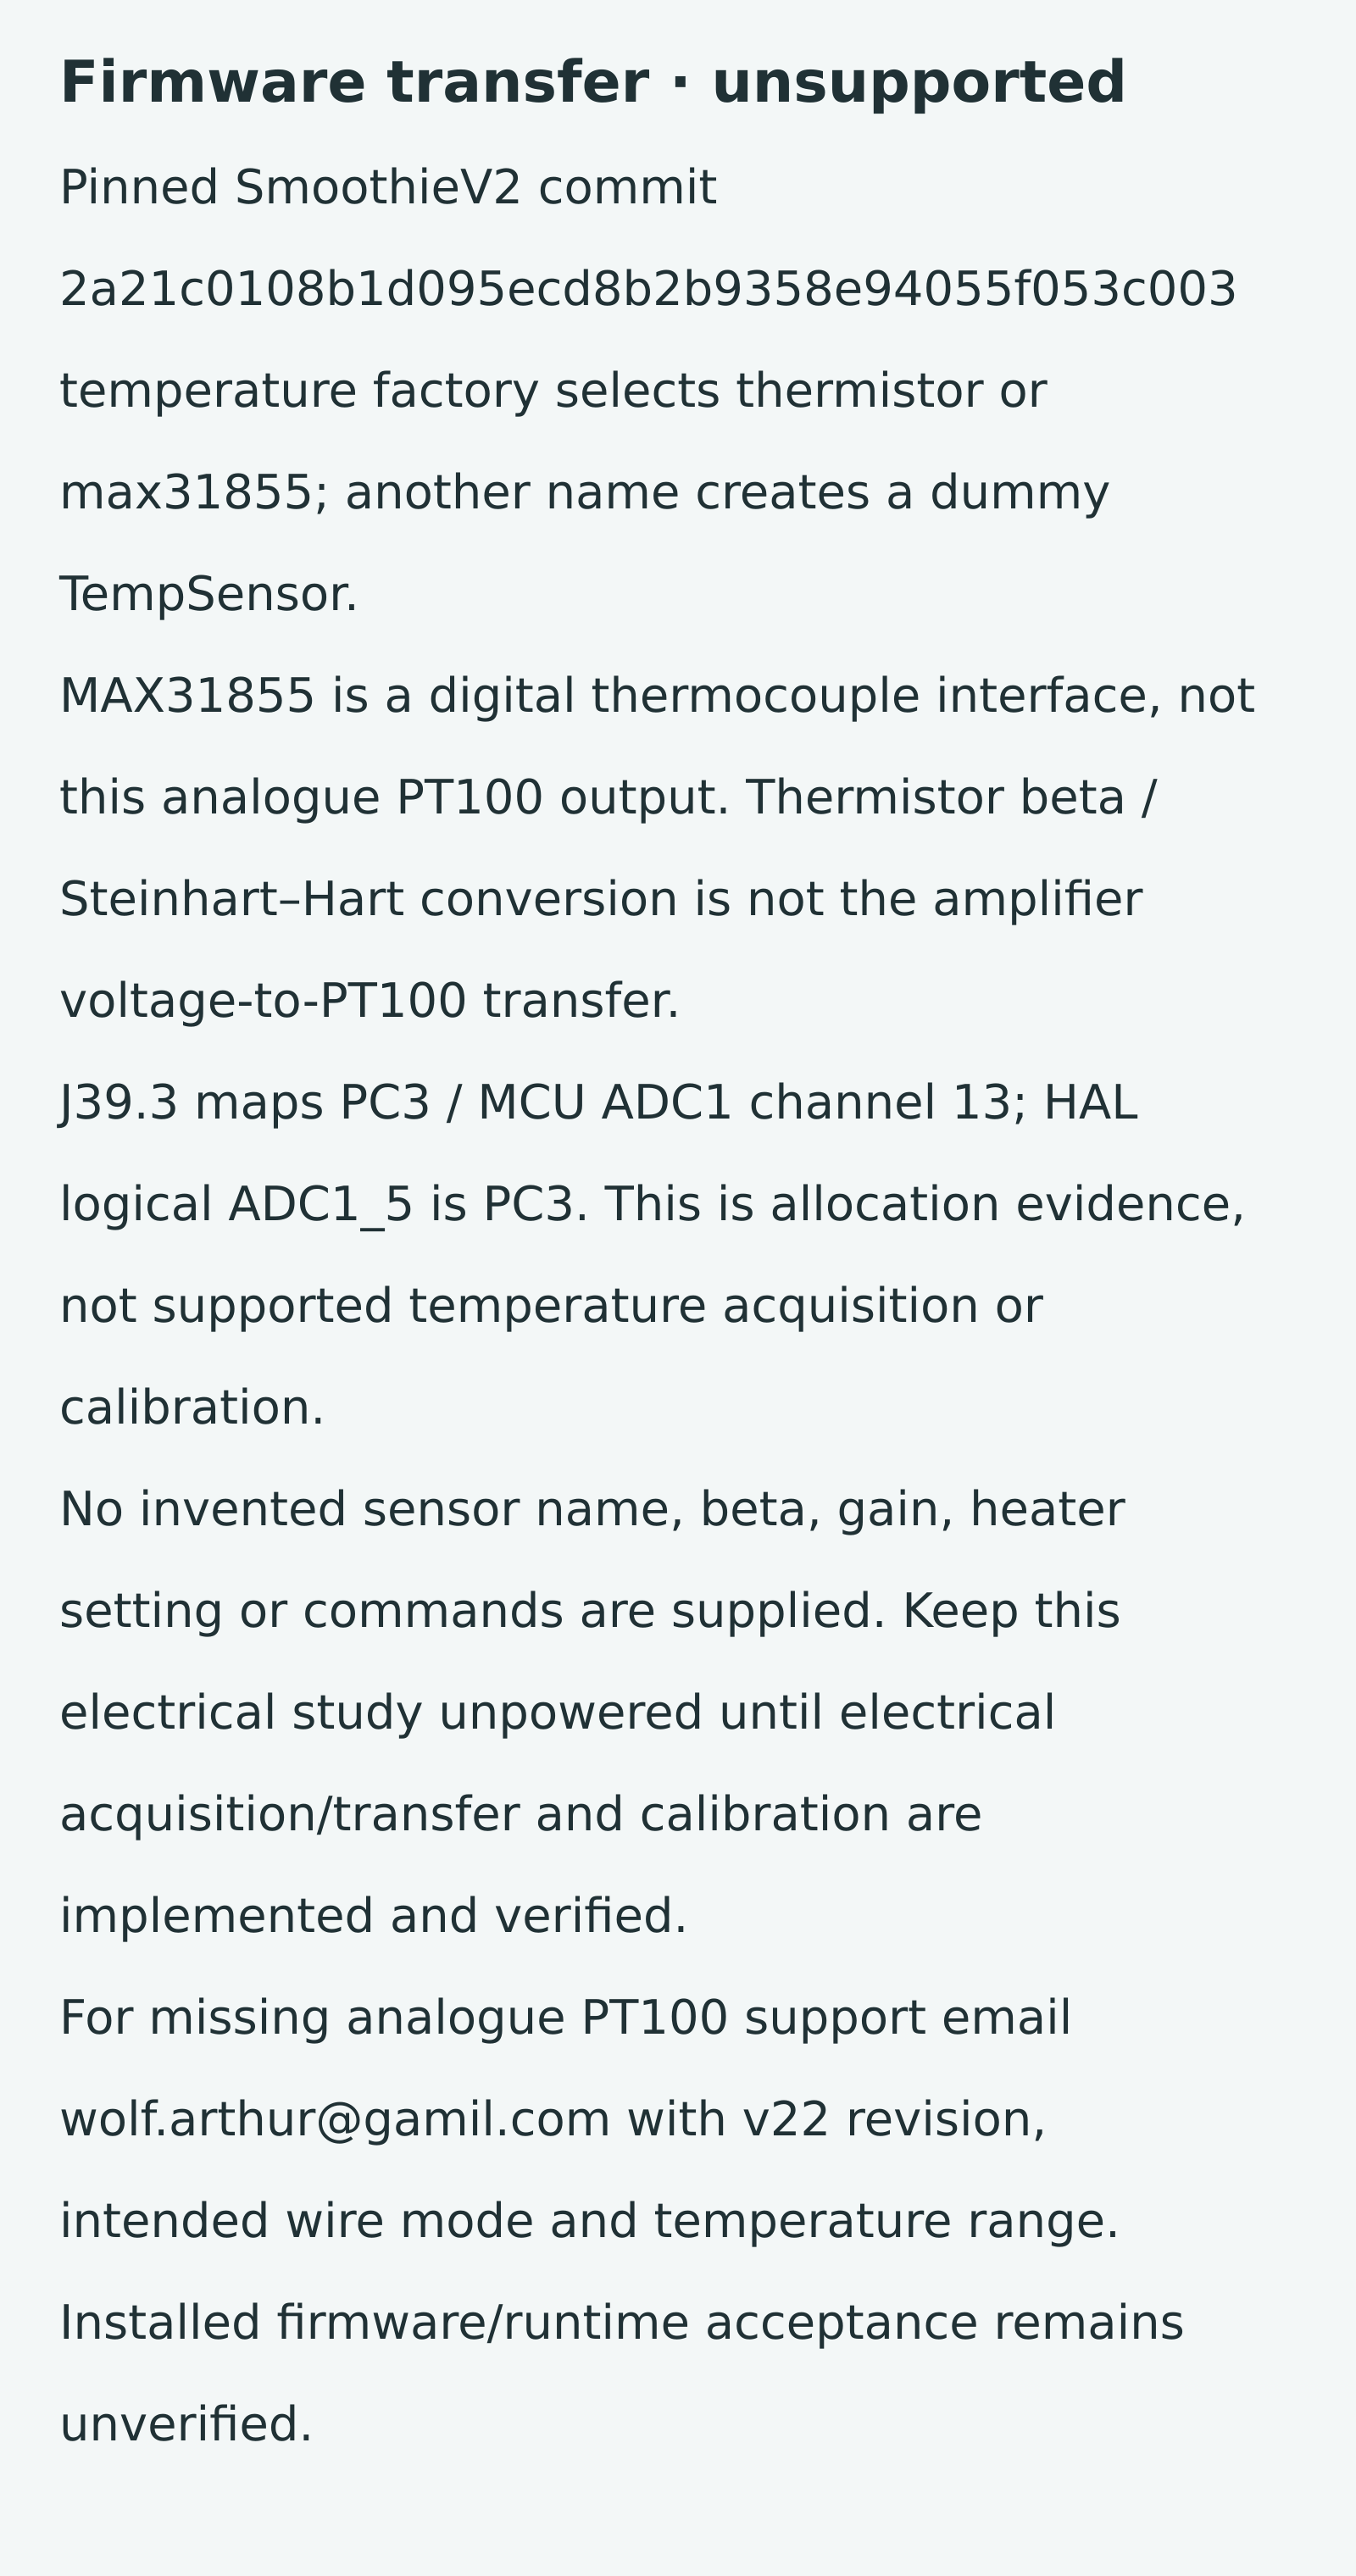 Firmware transfer · unsupported
Pinned SmoothieV2 commit
2a21c0108b1d095ecd8b2b9358e94055f053c003
temperature factory selects thermistor or
max31855; another name creates a dummy
TempSensor.
MAX31855 is a digital thermocouple interface, not
this analogue PT100 output. Thermistor beta /
Steinhart–Hart conversion is not the amplifier
voltage-to-PT100 transfer.
J39.3 maps PC3 / MCU ADC1 channel 13; HAL
logical ADC1_5 is PC3. This is allocation evidence,
not supported temperature acquisition or
calibration.
No invented sensor name, beta, gain, heater
setting or commands are supplied. Keep this
electrical study unpowered until electrical
acquisition/transfer and calibration are
implemented and verified.
For missing analogue PT100 support email
wolf.arthur@gamil.com with v22 revision,
intended wire mode and temperature range.
Installed firmware/runtime acceptance remains
unverified.